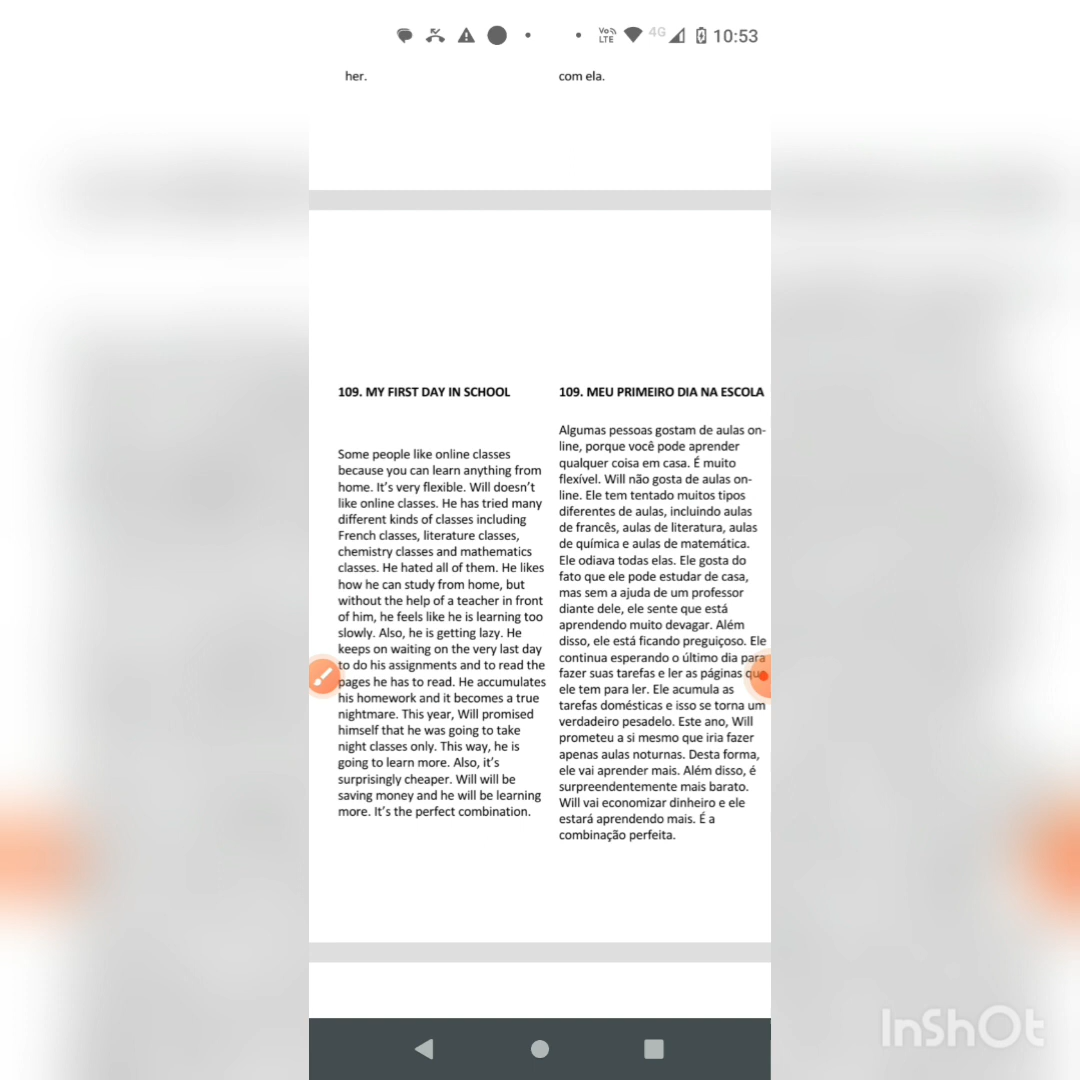 Vo LTE 4G 10:53
her.
com ela.
109. MY FIRST DAY IN SCHOOL
Some people like online classes
because you can learn anything from
home. It's very flexible. Will doesn't
like online classes. He has tried many
different kinds of classes including
French classes, literature classes,
chemistry classes and mathematics
classes. He hated all of them. He likes
how he can study from home, but
without the help of a teacher in front
of him, he feels like he is learning too
slowly. Also, he is getting lazy. He
keeps on waiting on the very last day
to do his assignments and to read the
pages he has to read. He accumulates
his homework and it becomes a true
nightmare. This year, Will promised
himself that he was going to take
night classes only. This way, he is
going to learn more. Also, it's
surprisingly cheaper. Will will be
saving money and he will be learning
more. It's the perfect combination.
109. MEU PRIMEIRO DIA NA ESCOLA
Algumas pessoas gostam de aulas on-
line, porque você pode aprender
qualquer coisa em casa. É muito
flexível. Will não gosta de aulas on-
line. Ele tem tentado muitos tipos
diferentes de aulas, incluindo aulas
de francês, aulas de literatura, aulas
de química e aulas de matemática.
Ele odiava todas elas. Ele gosta do
fato que ele pode estudar de casa,
mas sem a ajuda de um professor
diante dele, ele sente que está
aprendendo muito devagar. Além
disso, ele está ficando preguiçoso. Ele
continua esperando o último dia para
fazer suas tarefas e ler as páginas que
ele tem para ler. Ele acumula as
tarefas domésticas e isso se torna um
verdadeiro pesadelo. Este ano, Will
prometeu a si mesmo que iria fazer
apenas aulas noturnas. Desta forma,
ele vai aprender mais. Além disso, é
surpreendentemente mais barato.
Will vai economizar dinheiro e ele
estará aprendendo mais. É a
combinação perfeita.
InShOt